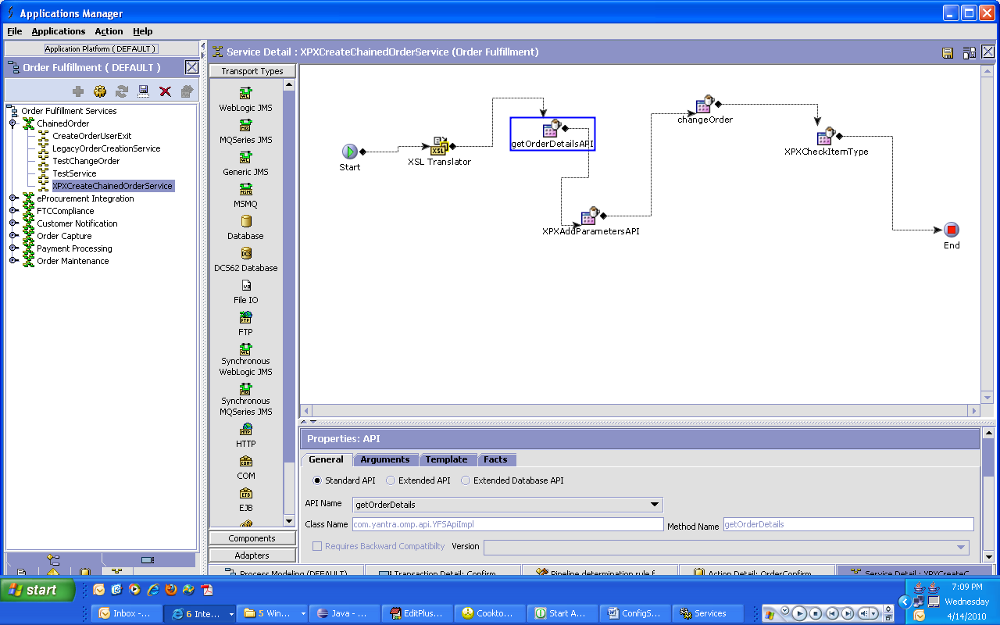 Applications Manager
File Applications Action Help
Application Platform ( DEFAULT )
Order Fulfillment ( DEFAULT )
Order Fulfillment Services
ChainedOrder
CreateOrderUserExit
LegacyOrderCreationService
TestChangeOrder
TestService
XPXCreateChainedOrderService
eProcurement Integration
FTCCompliance
Customer Notification
Order Capture
Payment Processing
Order Maintenance
Service Detail : XPXCreateChainedOrderService (Order Fulfillment)
Transport Types
WebLogic JMS
MQSeries JMS
Generic JMS
MSMQ
Database
DCS62 Database
File IO
FTP
Synchronous
WebLogic JMS
Synchronous
MQSeries JMS
HTTP
COM
EJB
Components
Adapters
Start
XSL
XSL Translator
getOrderDetailsAPI
XPXAddParametersAPI
changeOrder
XPXCheckItemType
End
Properties: API
General Arguments Template Facts
Standard API Extended API Extended Database API
API Name getOrderDetails
Class Name com.yantra.omp.api.YFSApiImpl Method Name getOrderDetails
Requires Backward Compatibilty Version
Process Modeling (DEFAULT) Transaction Detail: Confirm Pipeline determination rule f Action Detail: OrderConfirm Service Detail : XPXCreateC
start
Inbox -... 6 Inte... 5 Win... Java - ... EditPlus... Cookto... Start A... ConfigS... Services
7:09 PM
Wednesday
4/14/2010